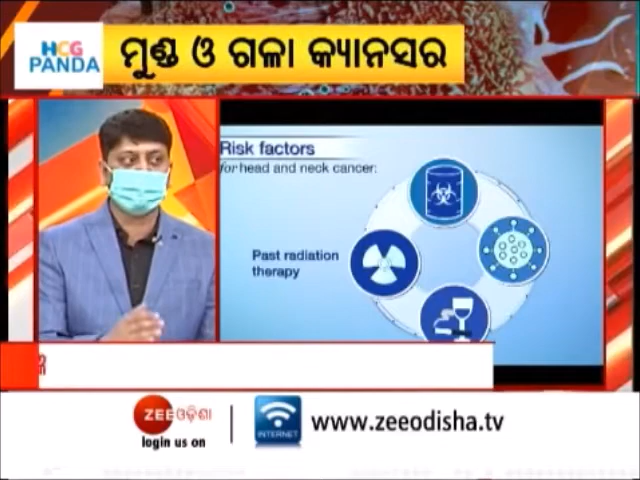 HCG
PANDA
ମୁଣ୍ଡ ଓ ଗଳା କ୍ୟାନସର
Risk factors
for head and neck cancer:
Past radiation
therapy
ZEE ଓଡ଼ିଶା
login us on
INTERNET
www.zeeodisha.tv